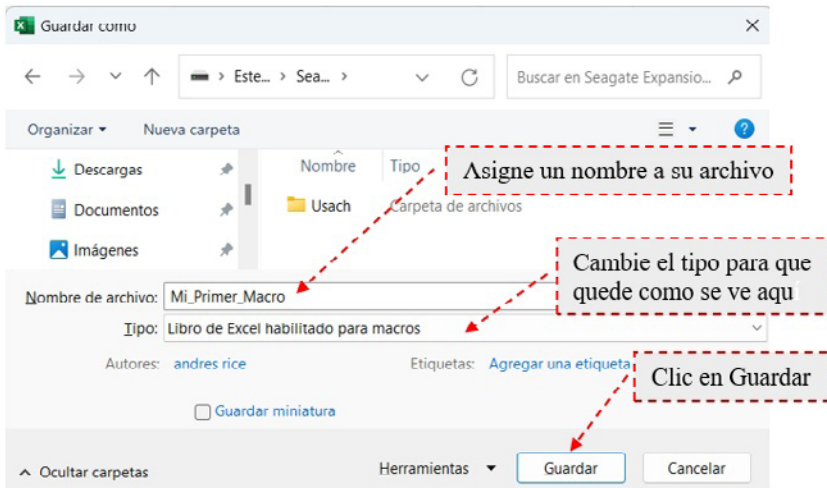 Guardar como
Este... > Sea... >
Buscar en Seagate Expansio...
Organizar
Nueva carpeta
?
Descargas
Nombre
Tipo
Asigne un nombre a su archivo
Documentos
Usach
Carpeta de archivos
Imágenes
Cambie el tipo para que
quede como se ve aquí
Nombre de archivo: Mi_Primer_Macro
Tipo: Libro de Excel habilitado para macros
Autores: andres rice
Etiquetas: Agregar una etiqueta
Clic en Guardar
Guardar miniatura
Ocultar carpetas
Herramientas
Guardar
Cancelar